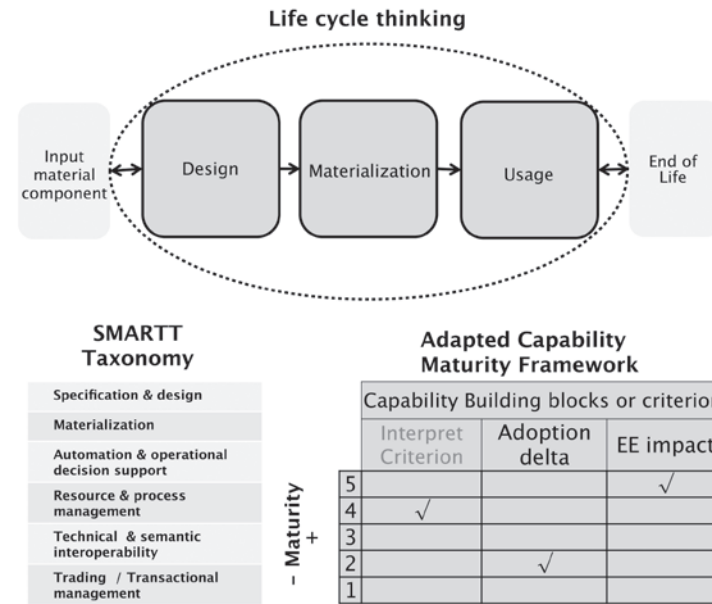 Life cycle thinking
Input
material
component
Design
Materialization
Usage
End of
Life
SMARTT
Taxonomy
Specification & design
Materialization
Automation & operational
decision support
Resource & process
management
Technical & semantic
interoperability
Trading / Transactional
management
Adapted Capability
Maturity Framework
Capability Building blocks or criterion
Interpret
Criterion
Adoption
delta
EE impact
- Maturity +
5 √
4 √
3
2 √
1